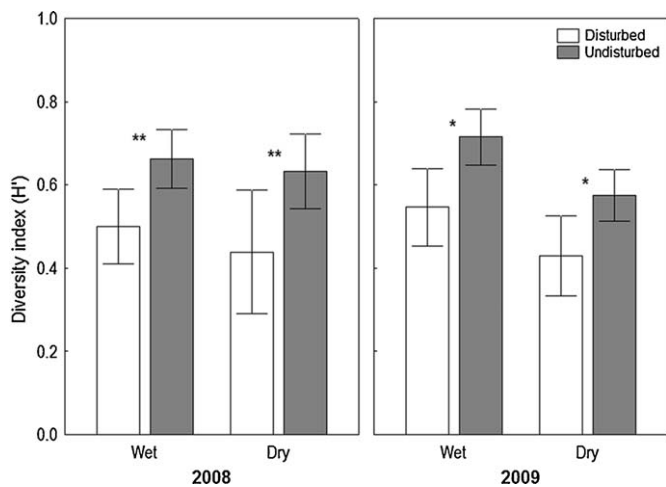 Diversity index (H')
1.0
0.8
0.6
0.4
0.2
0.0
**
**
*
*
Disturbed
Undisturbed
Wet
Dry
Wet
Dry
2008
2009